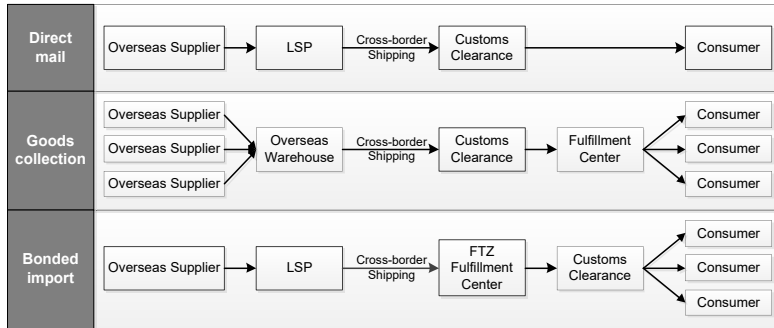 Direct
mail
Overseas Supplier
LSP
Cross-border
Shipping
Customs
Clearance
Consumer
Goods
collection
Overseas Supplier
Overseas Supplier
Overseas Supplier
Overseas
Warehouse
Cross-border
Shipping
Customs
Clearance
Fulfillment
Center
Consumer
Consumer
Consumer
Bonded
import
Overseas Supplier
LSP
Cross-border
Shipping
FTZ
Fulfillment
Center
Customs
Clearance
Consumer
Consumer
Consumer